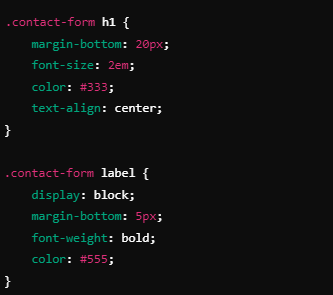 .contact-form h1 {
    margin-bottom: 20px;
    font-size: 2em;
    color: #333;
    text-align: center;
}

.contact-form label {
    display: block;
    margin-bottom: 5px;
    font-weight: bold;
    color: #555;
}